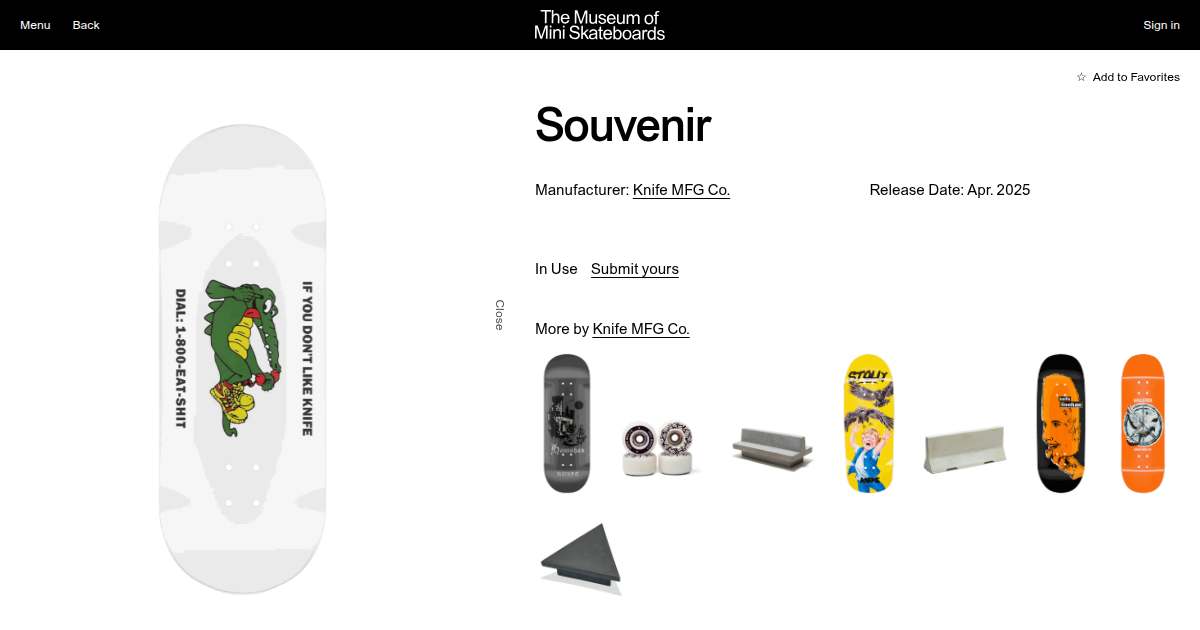 Menu
Back
The Museum of
Mini Skateboards
Sign in
☆ Add to Favorites
Souvenir
Manufacturer: Knife MFG Co.
Release Date: Apr. 2025
In Use
Submit yours
Close
More by Knife MFG Co.
IF YOU DON'T LIKE KNIFE
DIAL: 1-800-EAT-SHIT